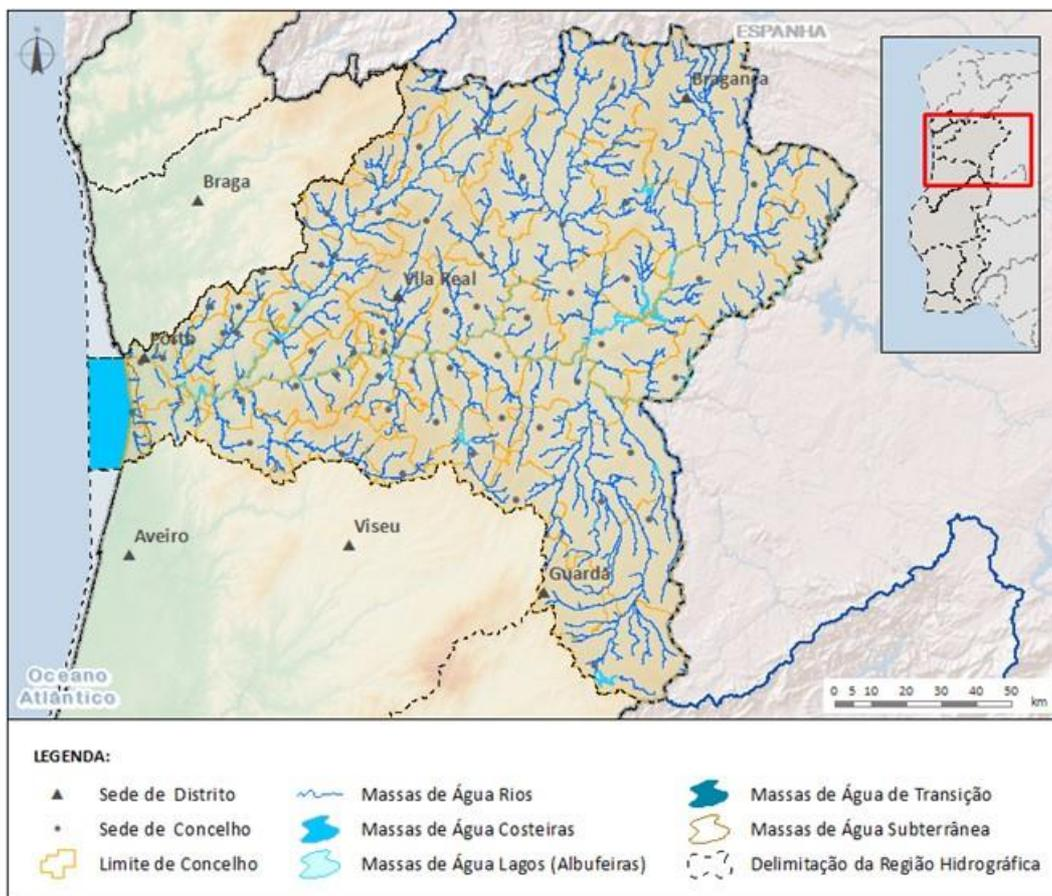 ESPANHA
Bragança
Braga
Vila Real
Porto
Aveiro
Viseu
Guarda
Oceano
Atlântico
0 5 10 20 30 40 50
km
LEGENDA:
Sede de Distrito
Massas de Água Rios
Massas de Água de Transição
Sede de Concelho
Massas de Água Costeiras
Massas de Água Subterrânea
Limite de Concelho
Massas de Água Lagos (Albufeiras)
Delimitação da Região Hidrográfica